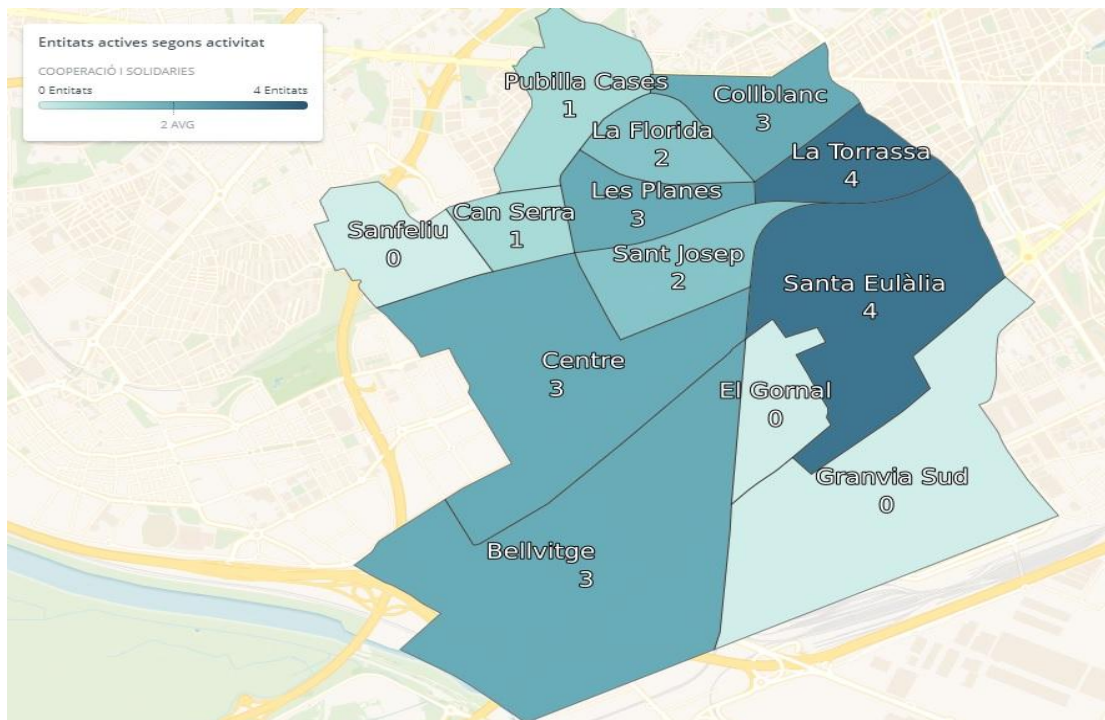 Entitats actives segons activitat
COOPERACIÓ I SOLIDARIES
0 Entitats 4 Entitats
2 AVG
Pubilla Cases
1
Collblanc
3
La Florida
2
La Torrassa
4
Les Planes
3
Can Serra
1
Sanfeliu
0
Sant Josep
2
Santa Eulàlia
4
Centre
3
El Gornal
0
Granvia Sud
0
Bellvitge
3